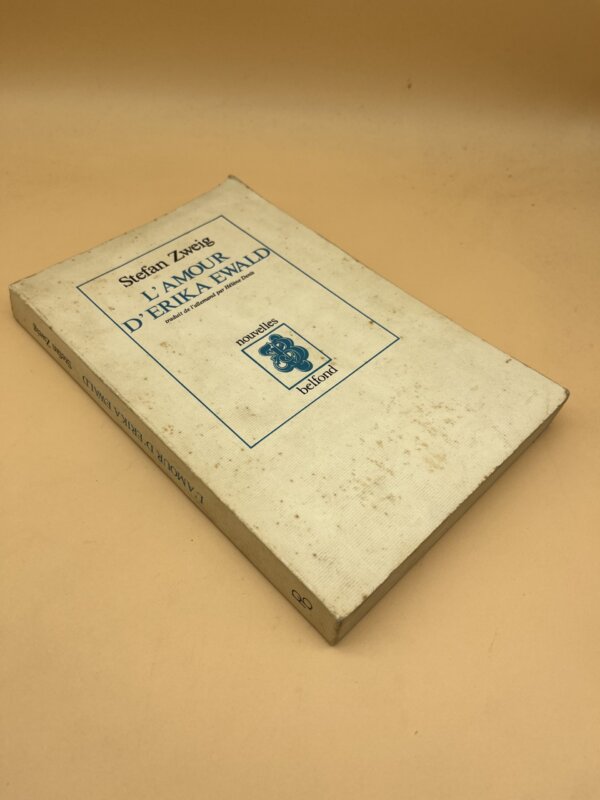 Stefan Zweig
L'AMOUR
D'ERIKA EWALD
traduit de l'allemand par Hélène Denis
nouvelles
belfond
Stefan Zweig L'AMOUR D'ERIKA EWALD